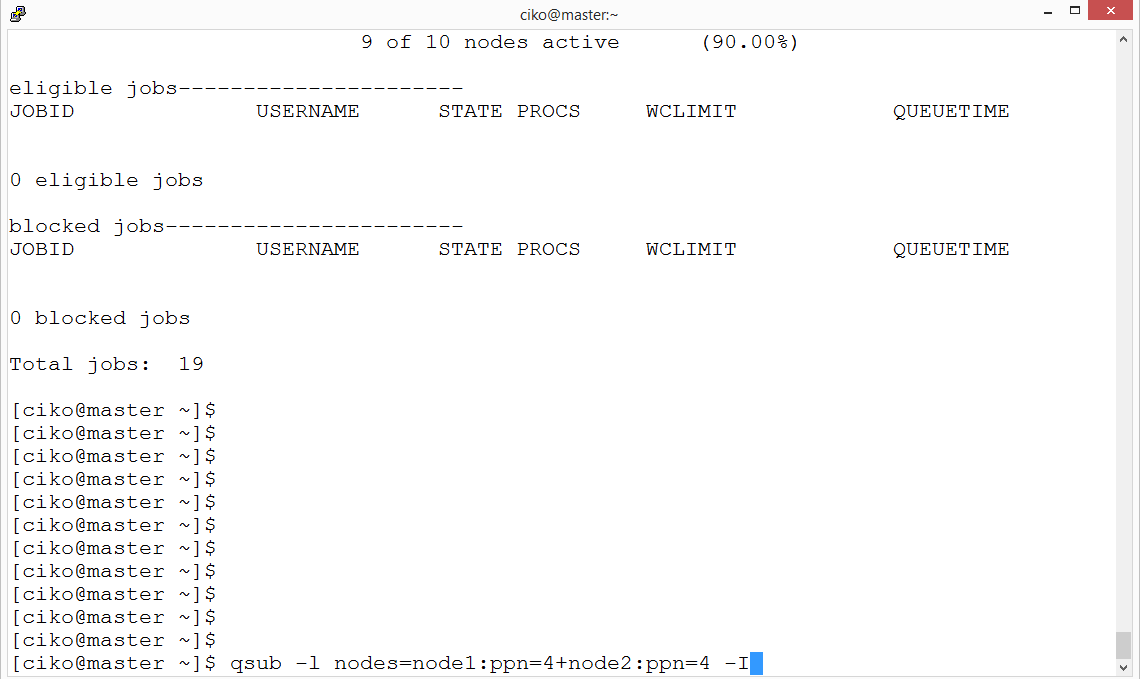 ciko@master:~
9 of 10 nodes active (90.00%)
eligible jobs----------------------
JOBID USERNAME STATE PROCS WCLIMIT QUEUETIME
0 eligible jobs
blocked jobs-----------------------
JOBID USERNAME STATE PROCS WCLIMIT QUEUETIME
0 blocked jobs
Total jobs: 19
[ciko@master ~]$
[ciko@master ~]$
[ciko@master ~]$
[ciko@master ~]$
[ciko@master ~]$
[ciko@master ~]$
[ciko@master ~]$
[ciko@master ~]$
[ciko@master ~]$
[ciko@master ~]$
[ciko@master ~]$
[ciko@master ~]$ qsub -l nodes=node1:ppn=4+node2:ppn=4 -I